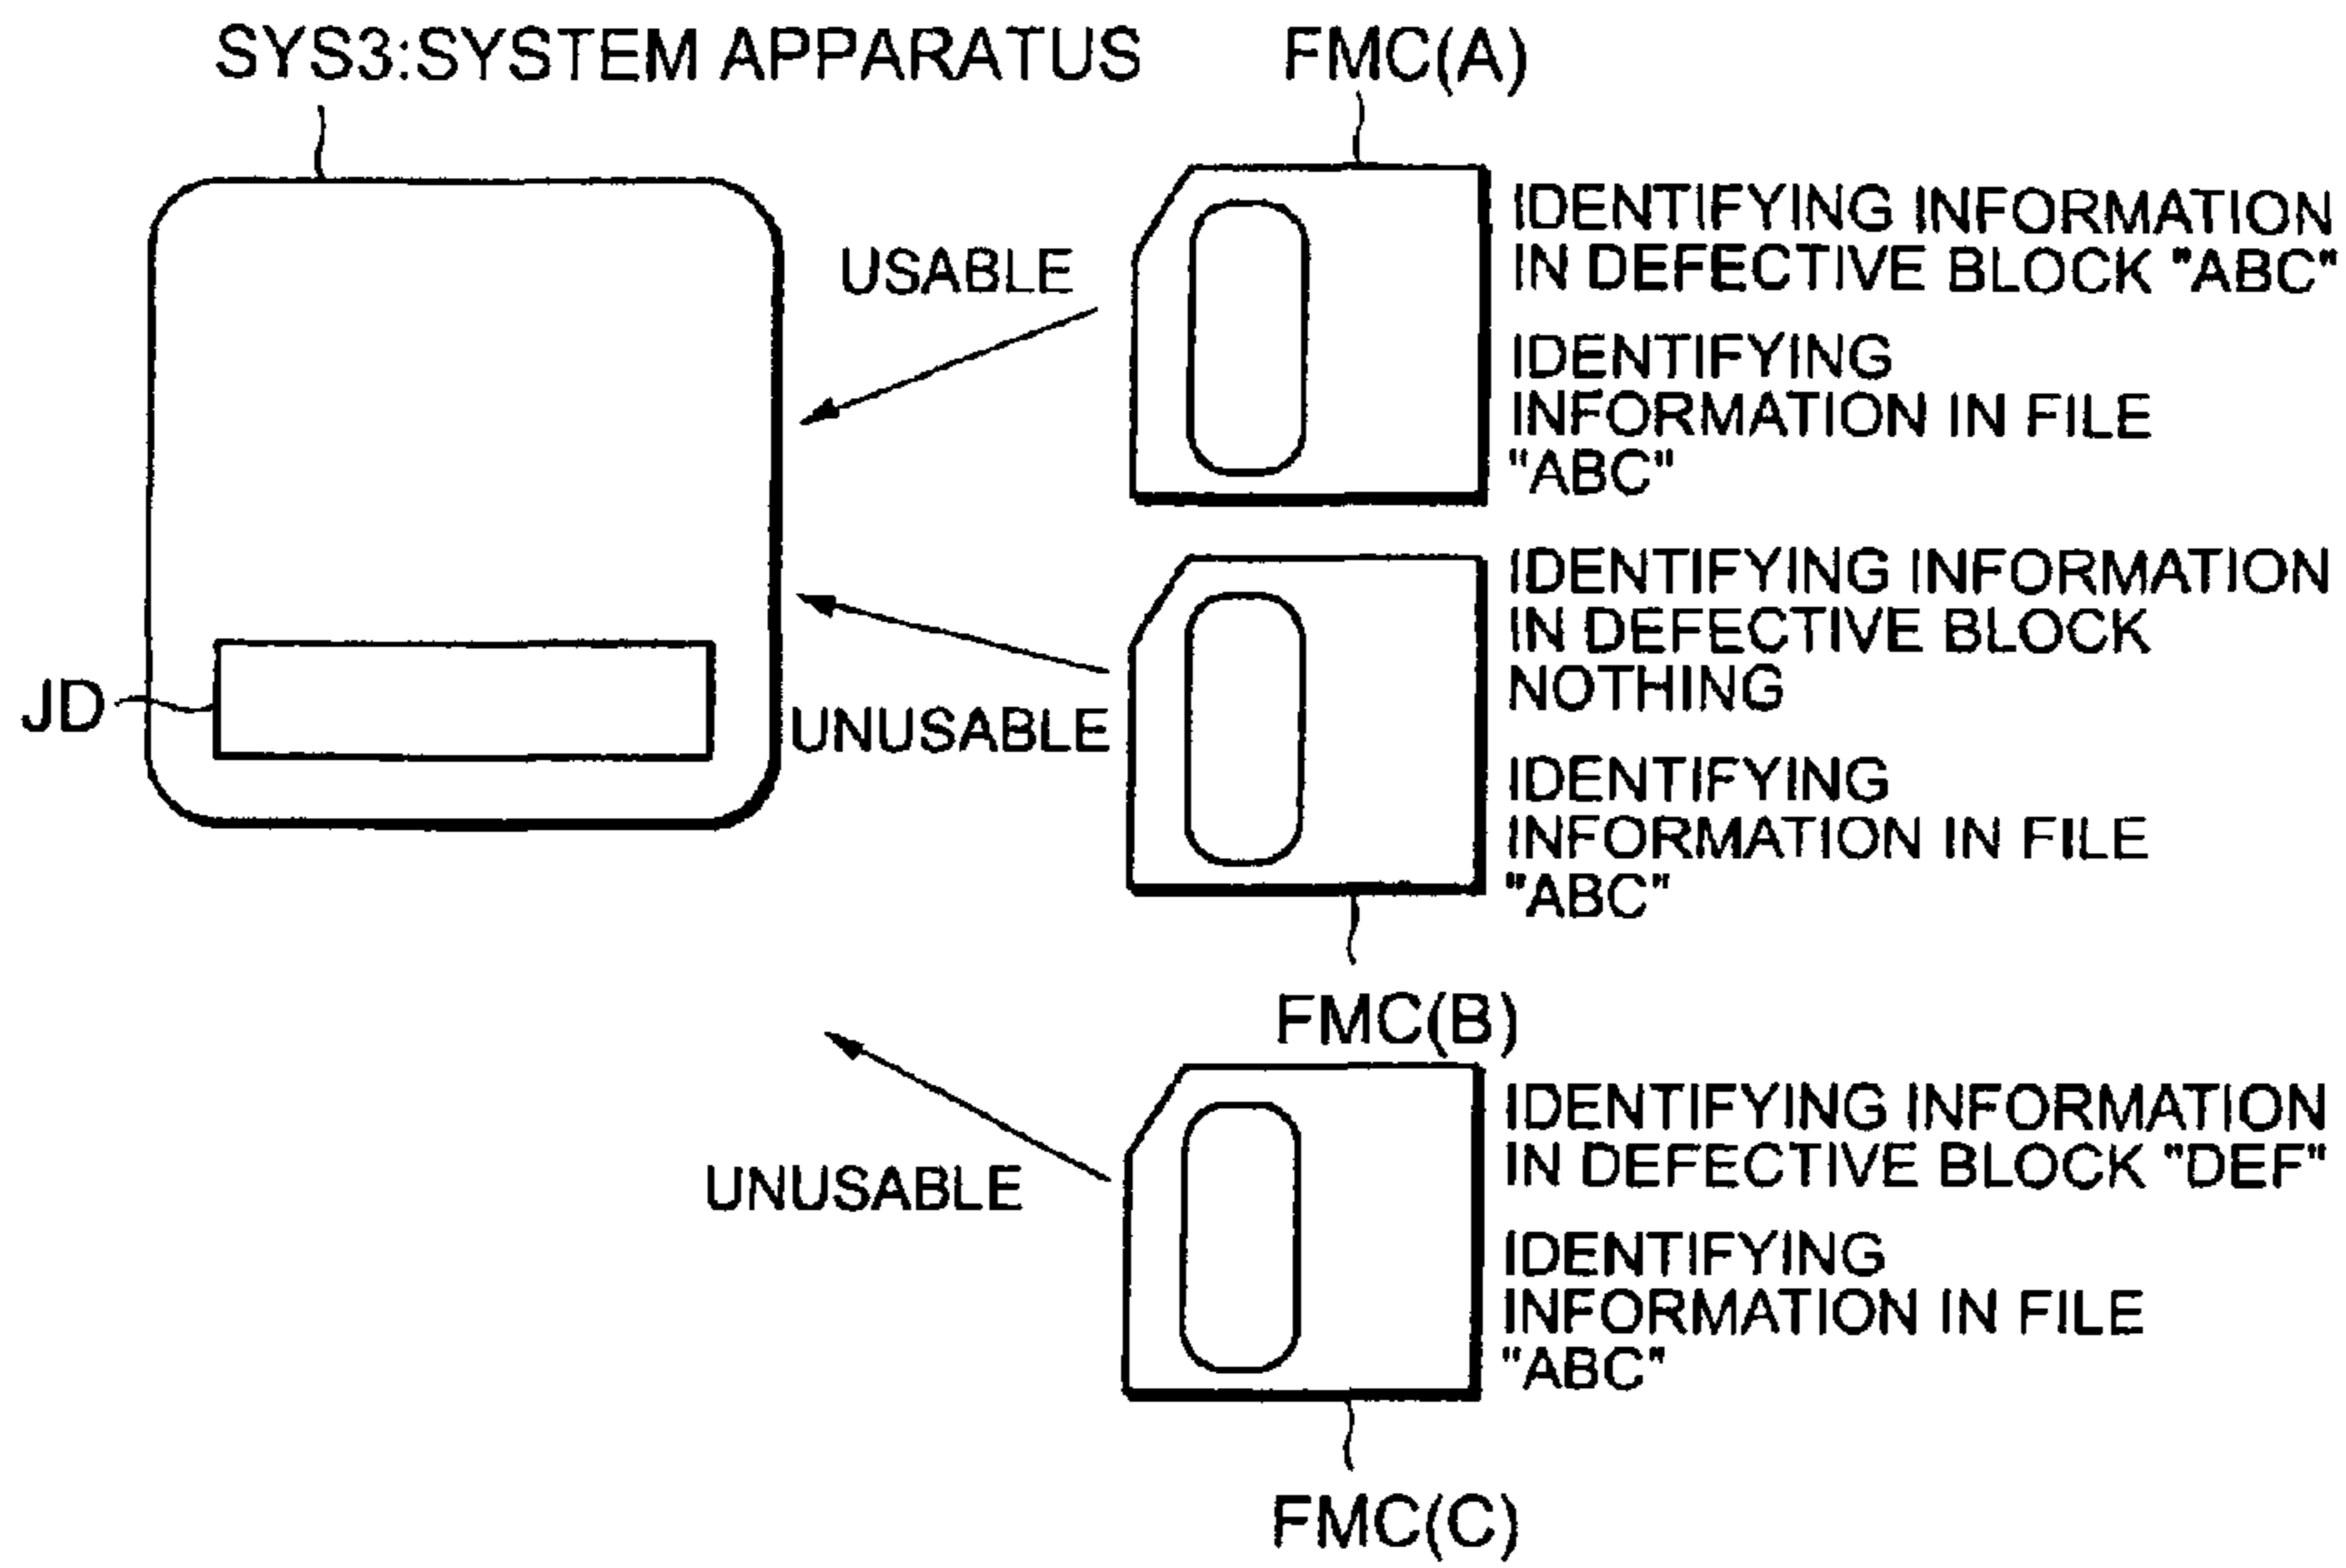 SYS3:SYSTEM APPARATUS
FMC(A)
USABLE
IDENTIFYING INFORMATION
IN DEFECTIVE BLOCK "ABC"
IDENTIFYING
INFORMATION IN FILE
"ABC"
JD
UNUSABLE
IDENTIFYING INFORMATION
IN DEFECTIVE BLOCK
NOTHING
IDENTIFYING
INFORMATION IN FILE
"ABC"
FMC(B)
UNUSABLE
IDENTIFYING INFORMATION
IN DEFECTIVE BLOCK "DEF"
IDENTIFYING
INFORMATION IN FILE
"ABC"
FMC(C)